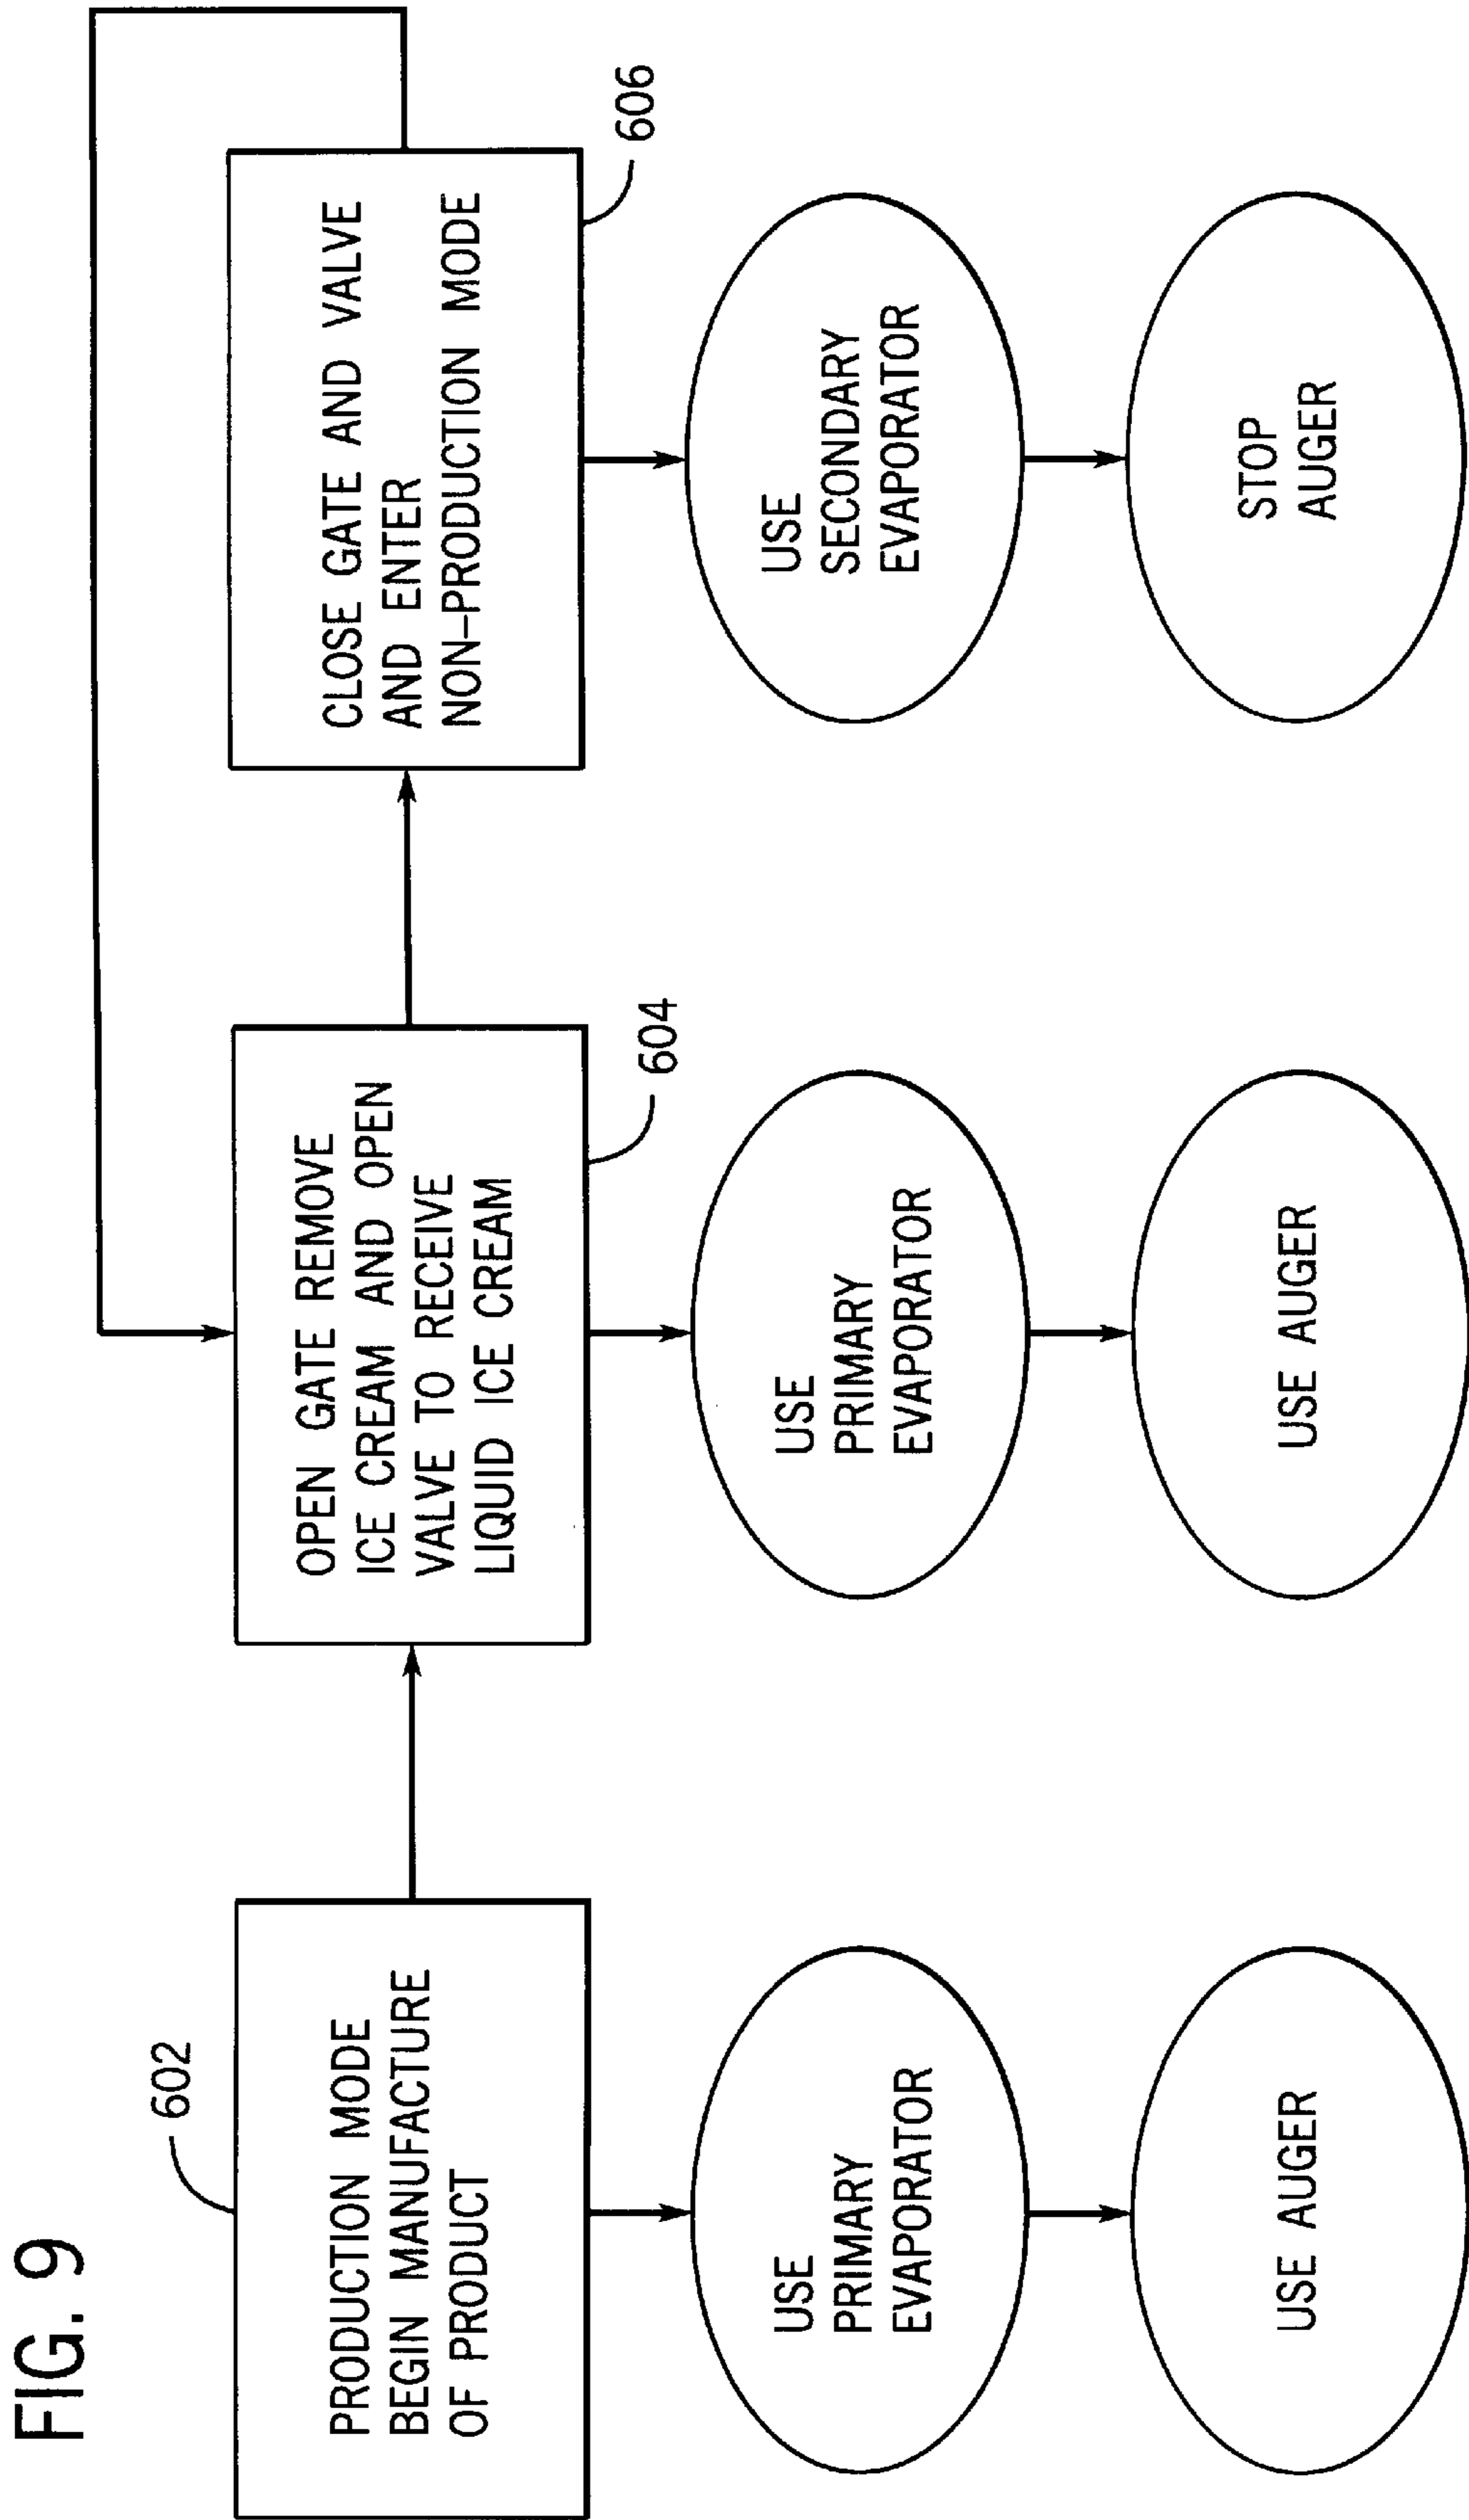 FIG. 9
602
PRODUCTION MODE
BEGIN MANUFACTURE
OF PRODUCT
USE
PRIMARY
EVAPORATOR
USE AUGER
OPEN GATE REMOVE
ICE CREAM AND OPEN
VALVE TO RECEIVE
LIQUID ICE CREAM
604
USE
PRIMARY
EVAPORATOR
USE AUGER
CLOSE GATE AND VALVE
AND ENTER
NON-PRODUCTION MODE
606
USE
SECONDARY
EVAPORATOR
STOP
AUGER